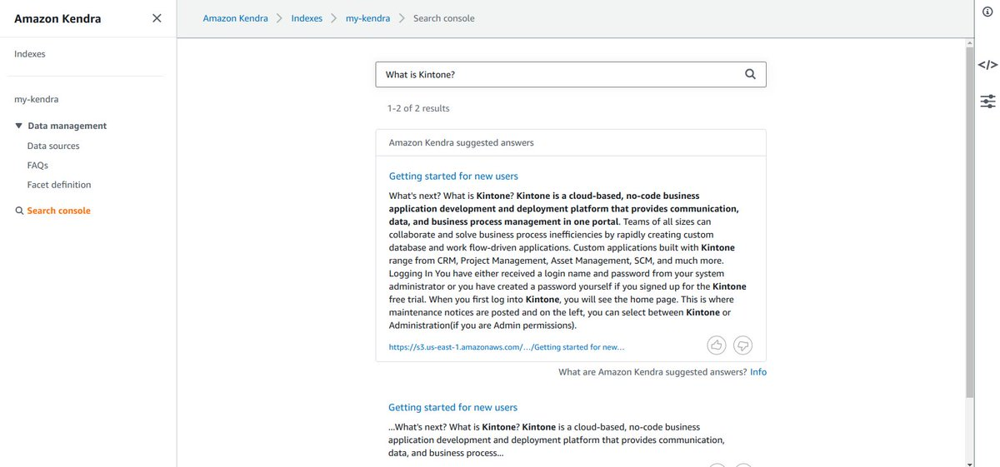 Amazon Kendra
Indexes
my-kendra
Data management
Data sources
FAQs
Facet definition
Search console
Amazon Kendra
Indexes
my-kendra
Search console
What is Kintone?
1-2 of 2 results
Amazon Kendra suggested answers
Getting started for new users
What's next? What is Kintone? Kintone is a cloud-based, no-code business
application development and deployment platform that provides communication,
data, and business process management in one portal. Teams of all sizes can
collaborate and solve business process inefficiencies by rapidly creating custom
database and work flow-driven applications. Custom applications built with Kintone
range from CRM, Project Management, Asset Management, SCM, and much more.
Logging In You have either received a login name and password from your system
administrator or you have created a password yourself if you signed up for the Kintone
free trial. When you first log into Kintone, you will see the home page. This is where
maintenance notices are posted and on the left, you can select between Kintone or
Administration(if you are Admin permissions).
https://s3.us-east-1.amazonaws.com/.../Getting started for new...
What are Amazon Kendra suggested answers? Info
Getting started for new users
...What's next? What is Kintone? Kintone is a cloud-based, no-code business
application development and deployment platform that provides communication,
data, and business process...